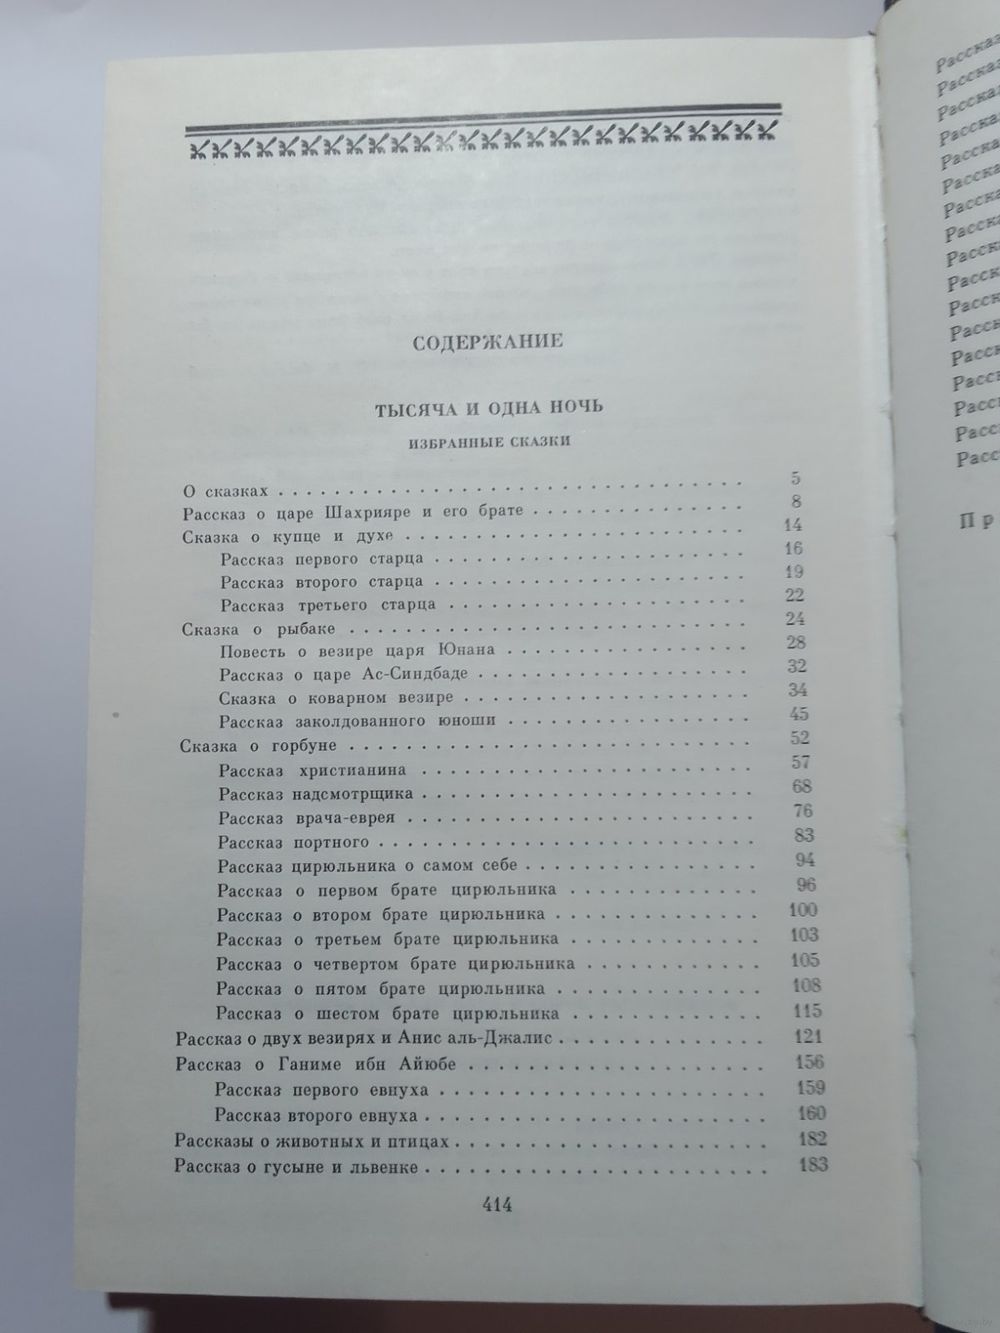 СОДЕРЖАНИЕ
ТЫСЯЧА И ОДНА НОЧЬ
ИЗБРАННЫЕ СКАЗКИ
О сказках . . . . . . . . . . . . . . . . . . . . . . . . . . . . . . . . . 5
Рассказ о царе Шахрияре и его брате . . . . . . . . . . . . . . . 8
Сказка о купце и духе . . . . . . . . . . . . . . . . . . . . . . . . 14
Рассказ первого старца . . . . . . . . . . . . . . . . . . . . . . 16
Рассказ второго старца . . . . . . . . . . . . . . . . . . . . . . 19
Рассказ третьего старца . . . . . . . . . . . . . . . . . . . . . 22
Сказка о рыбаке . . . . . . . . . . . . . . . . . . . . . . . . . . . . 24
Повесть о везире царя Юнана . . . . . . . . . . . . . . . . . 28
Рассказ о царе Ас-Синдбаде . . . . . . . . . . . . . . . . . . . 32
Сказка о коварном везире . . . . . . . . . . . . . . . . . . . . 34
Рассказ заколдованного юноши . . . . . . . . . . . . . . . . . 45
Сказка о горбуне . . . . . . . . . . . . . . . . . . . . . . . . . . . . 52
Рассказ христианина . . . . . . . . . . . . . . . . . . . . . . . 57
Рассказ надсмотрщика . . . . . . . . . . . . . . . . . . . . . . . 68
Рассказ врача-еврея . . . . . . . . . . . . . . . . . . . . . . . . 76
Рассказ портного . . . . . . . . . . . . . . . . . . . . . . . . . . 83
Рассказ цирюльника о самом себе . . . . . . . . . . . . . . . . 94
Рассказ о первом брате цирюльника . . . . . . . . . . . . . 96
Рассказ о втором брате цирюльника . . . . . . . . . . . . . . 100
Рассказ о третьем брате цирюльника . . . . . . . . . . . . . 103
Рассказ о четвертом брате цирюльника . . . . . . . . . . . . 105
Рассказ о пятом брате цирюльника . . . . . . . . . . . . . . 108
Рассказ о шестом брате цирюльника . . . . . . . . . . . . . 115
Рассказ о двух везирях и Анис аль-Джалис . . . . . . . . . . . . . . 121
Рассказ о Ганиме ибн Айюбе . . . . . . . . . . . . . . . . . . . . 156
Рассказ первого евнуха . . . . . . . . . . . . . . . . . . . . . . 159
Рассказ второго евнуха . . . . . . . . . . . . . . . . . . . . . . . 160
Рассказы о животных и птицах . . . . . . . . . . . . . . . . . . . . . 182
Рассказ о гусыне и львенке . . . . . . . . . . . . . . . . . . . . . . . 183
414